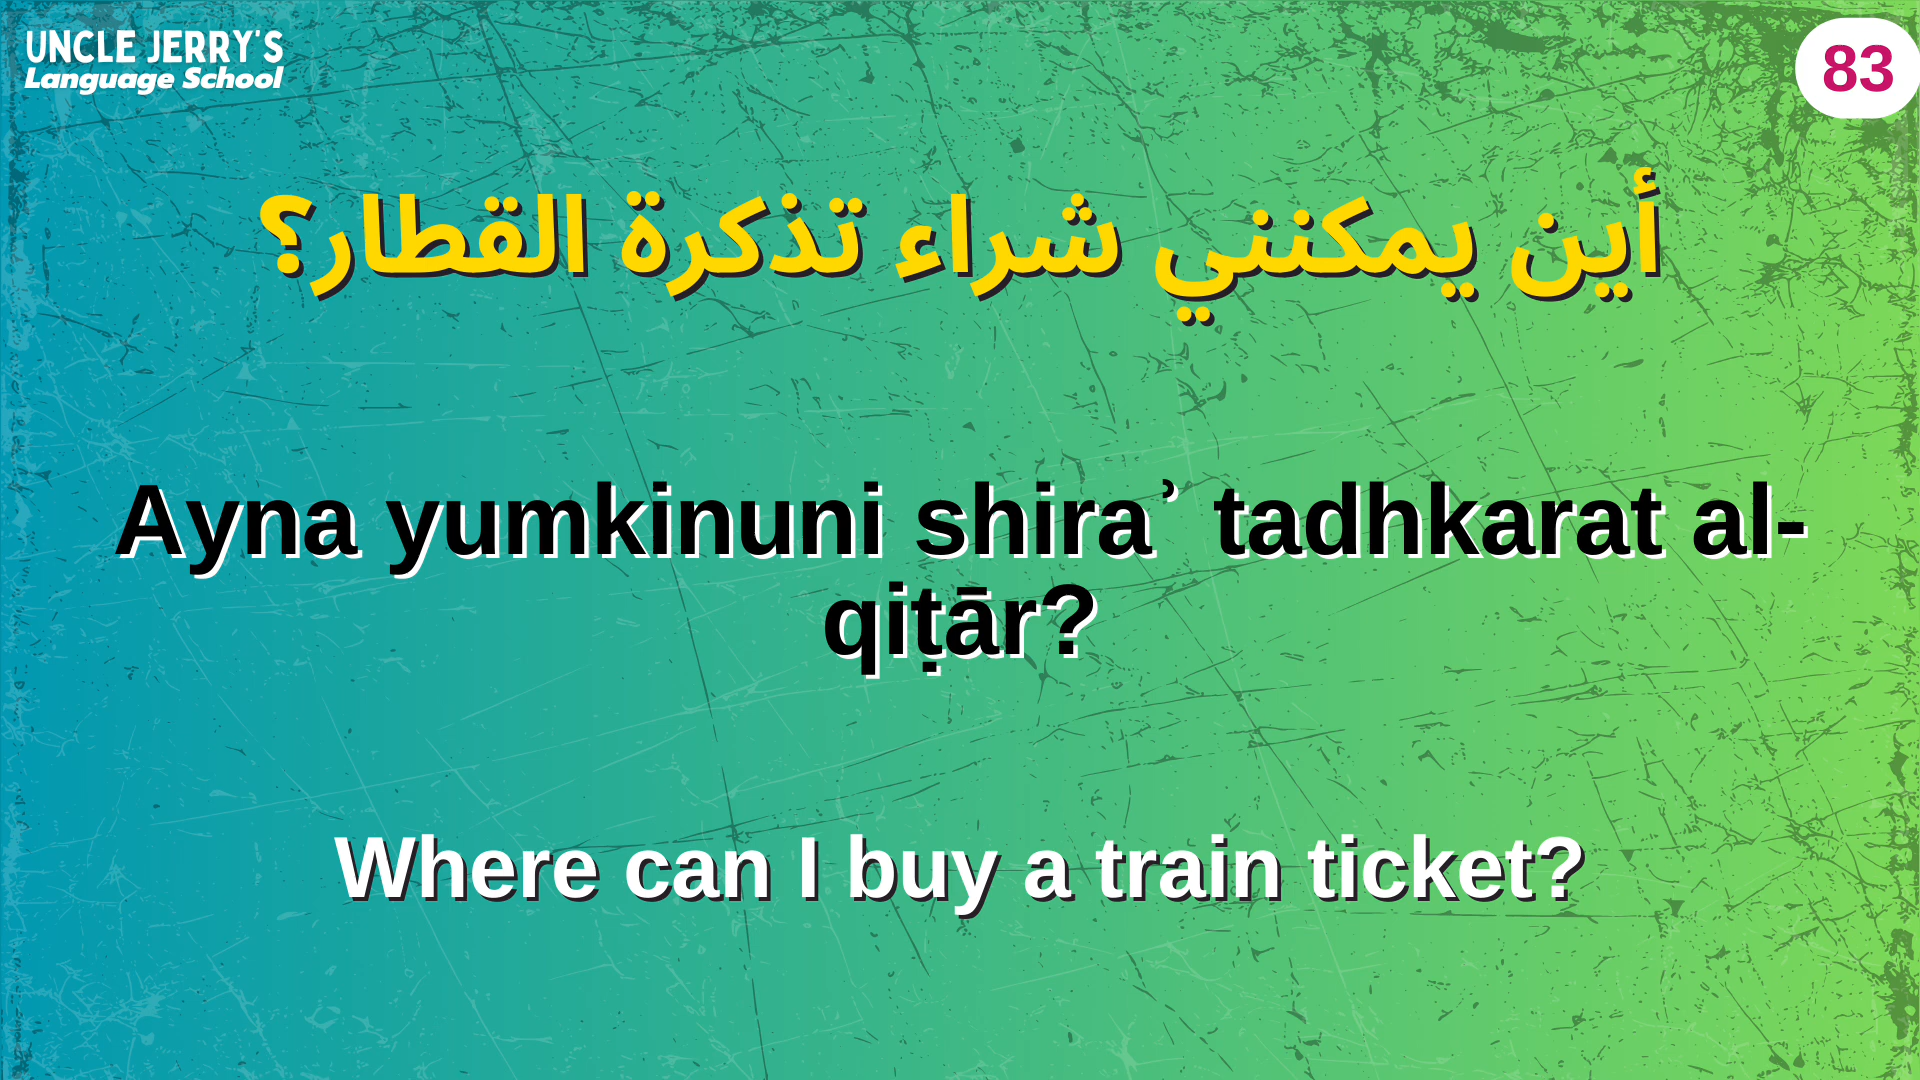 UNCLE JERRY'S
Language School
83
أين يمكنني شراء تذكرة القطار؟
Ayna yumkinuni shiraʾ tadhkarat al-
qiṭār?
Where can I buy a train ticket?